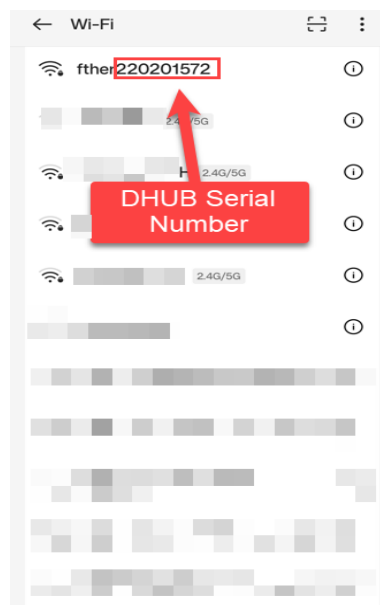 Wi-Fi
fther220201572
2.4G/5G
H 2.4G/5G
DHUB Serial
Number
2.4G/5G